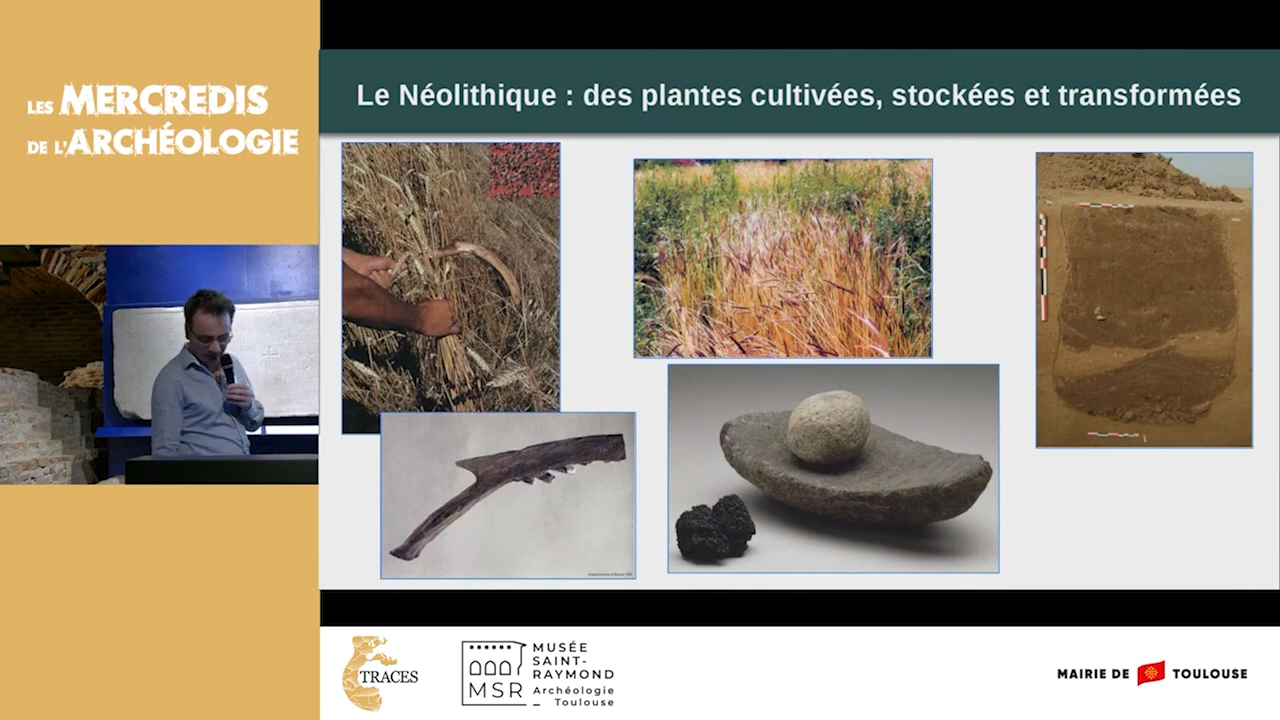 LES MERCREDIS
DE L'ARCHÉOLOGIE
Le Néolithique : des plantes cultivées, stockées et transformées
TRACES
MSR
MUSÉE
SAINT-
RAYMOND
Archéologie
Toulouse
MAIRIE DE TOULOUSE